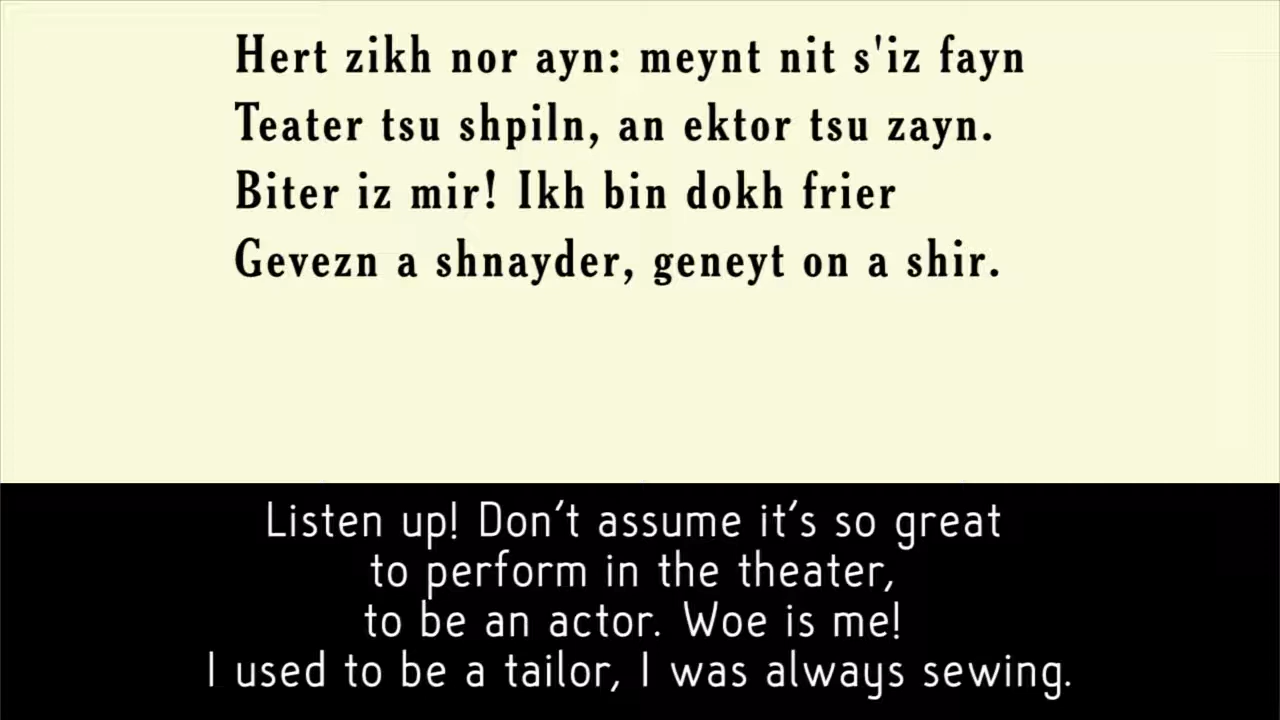 Hert zikh nor ayn: meynt nit s'iz fayn
Teater tsu shpiln, an ektor tsu zayn.
Biter iz mir! Ikh bin dokh frier
Gevezn a shnayder, geneyt on a shir.
Listen up! Don't assume it's so great
to perform in the theater,
to be an actor. Woe is me!
I used to be a tailor, I was always sewing.